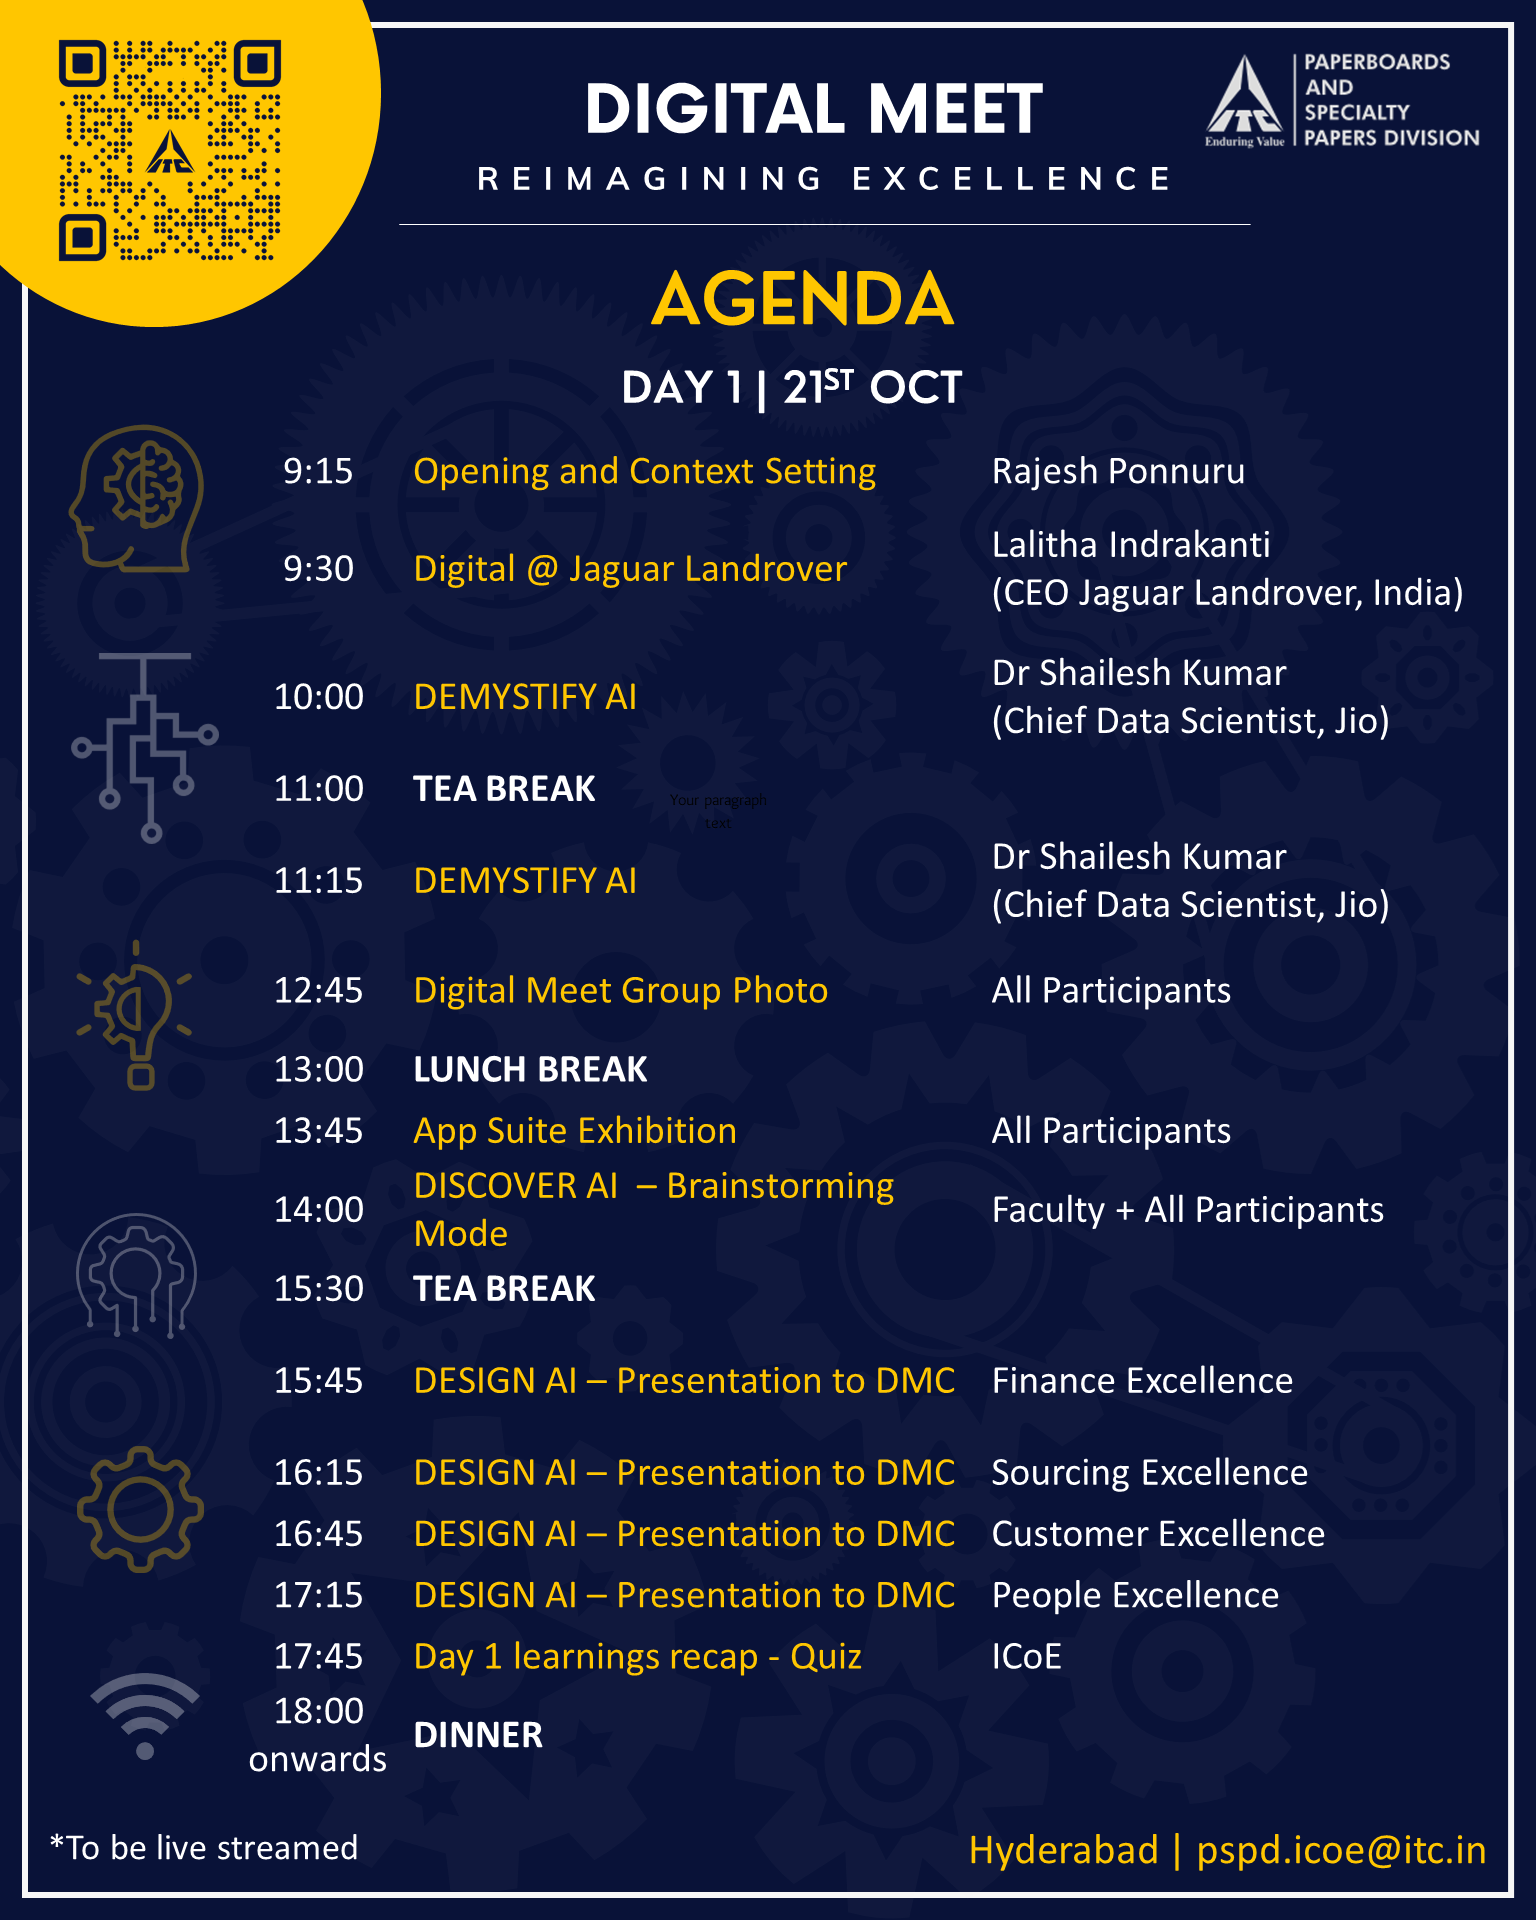 DIGITAL MEET
REIMAGINING EXCELLENCE
ITC
Enduring Value
PAPERBOARDS
AND
SPECIALTY
PAPERS DIVISION
ITC
AGENDA
DAY 1 | 21ST OCT
9:15 Opening and Context Setting Rajesh Ponnuru
9:30 Digital @ Jaguar Landrover Lalitha Indrakanti
(CEO Jaguar Landrover, India)
10:00 DEMYSTIFY AI Dr Shailesh Kumar
(Chief Data Scientist, Jio)
11:00 TEA BREAK
Your paragraph
text
11:15 DEMYSTIFY AI Dr Shailesh Kumar
(Chief Data Scientist, Jio)
12:45 Digital Meet Group Photo All Participants
13:00 LUNCH BREAK
13:45 App Suite Exhibition All Participants
14:00 DISCOVER AI – Brainstorming
Mode Faculty + All Participants
15:30 TEA BREAK
15:45 DESIGN AI – Presentation to DMC Finance Excellence
16:15 DESIGN AI – Presentation to DMC Sourcing Excellence
16:45 DESIGN AI – Presentation to DMC Customer Excellence
17:15 DESIGN AI – Presentation to DMC People Excellence
17:45 Day 1 learnings recap - Quiz ICoE
18:00
onwards DINNER
*To be live streamed
Hyderabad | pspd.icoe@itc.in